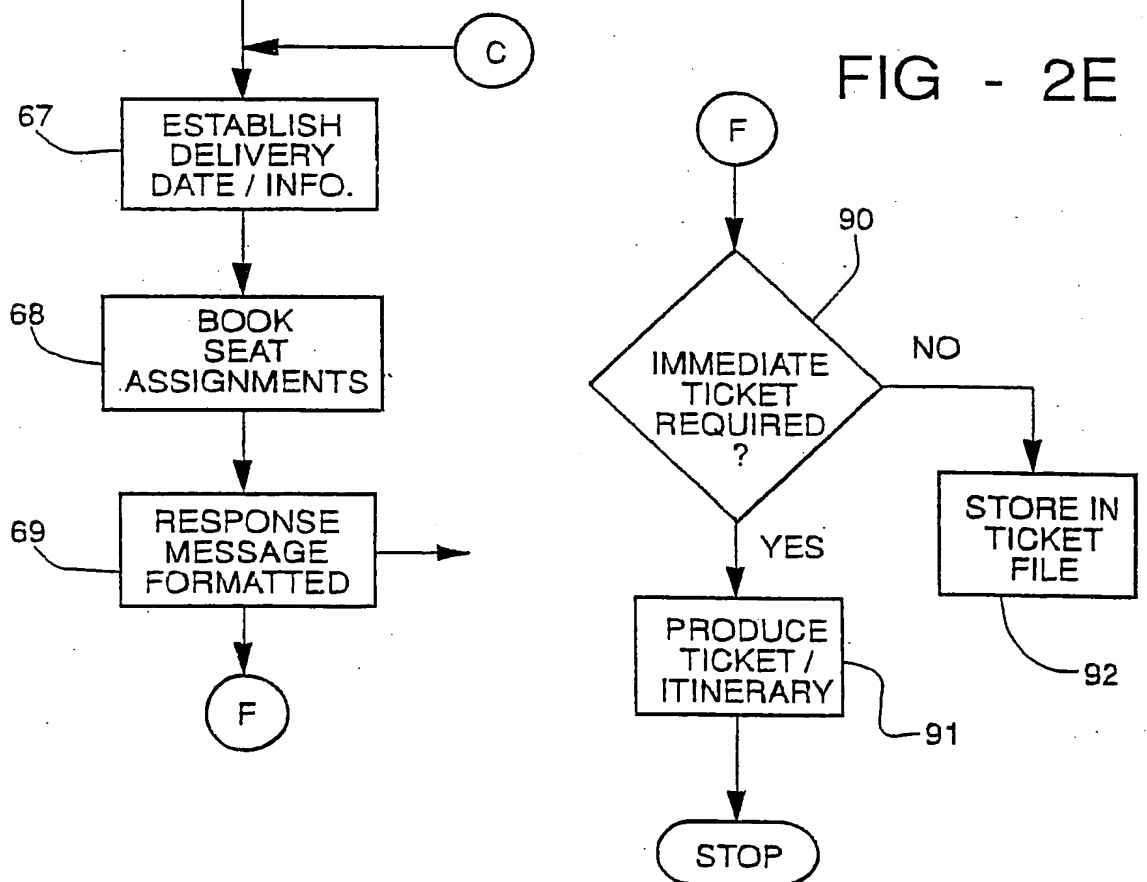 C
FIG - 2E
67
ESTABLISH
DELIVERY
DATE / INFO.
68
BOOK
SEAT
ASSIGNMENTS
69
RESPONSE
MESSAGE
FORMATTED
F
F
90
IMMEDIATE
TICKET
REQUIRED
?
NO
YES
STORE IN
TICKET
FILE
92
PRODUCE
TICKET /
ITINERARY
91
STOP